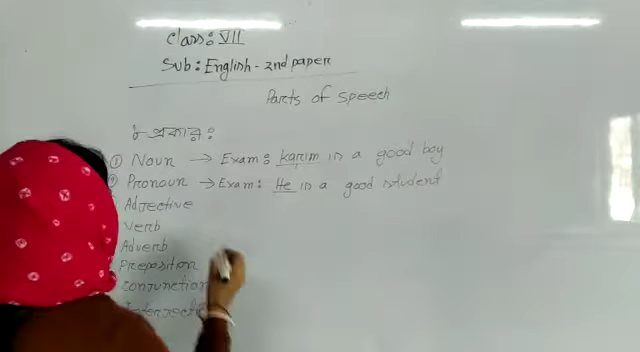 Class: VII
Sub: English - 2nd paper
Parts of speech
৮ প্রকার:
① Noun → Exam: karim is a good boy
② Pronoun → Exam: He is a good student
Adjective
Verb
Adverb
Preposition
Conjunction